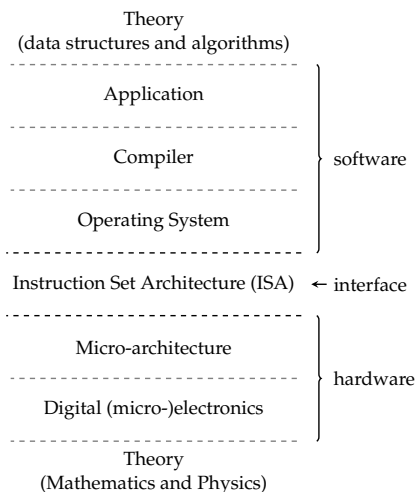 Theory
(data structures and algorithms)
Application
Compiler
software
Operating System
Instruction Set Architecture (ISA) ← interface
Micro-architecture
hardware
Digital (micro-)electronics
Theory
(Mathematics and Physics)